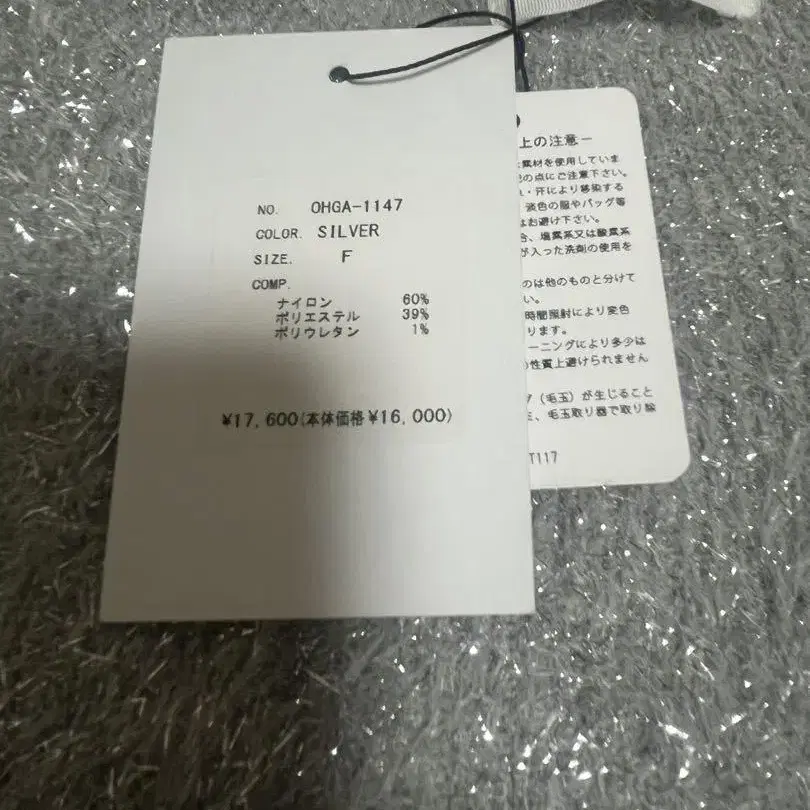 NO. OHGA-1147
COLOR. SILVER
SIZE. F
COMP.
ナイロン 60%
ポリエステル 39%
ポリウレタン 1%
¥17,600(本体価格¥16,000)
上の注意－
素材を使用していま
の点にご注意下さい。
・汗により移染する
淡色の服やバッグ等
はお避け下さい。
、塩素系又は酸素系
が入った洗剤の使用を
のは他のものと分けて
い。
時間照射により変色
ります。
ーニングにより多少は
の性質上避けられません
(毛玉)が生じること
ミ、毛玉取り器で取り除
T117